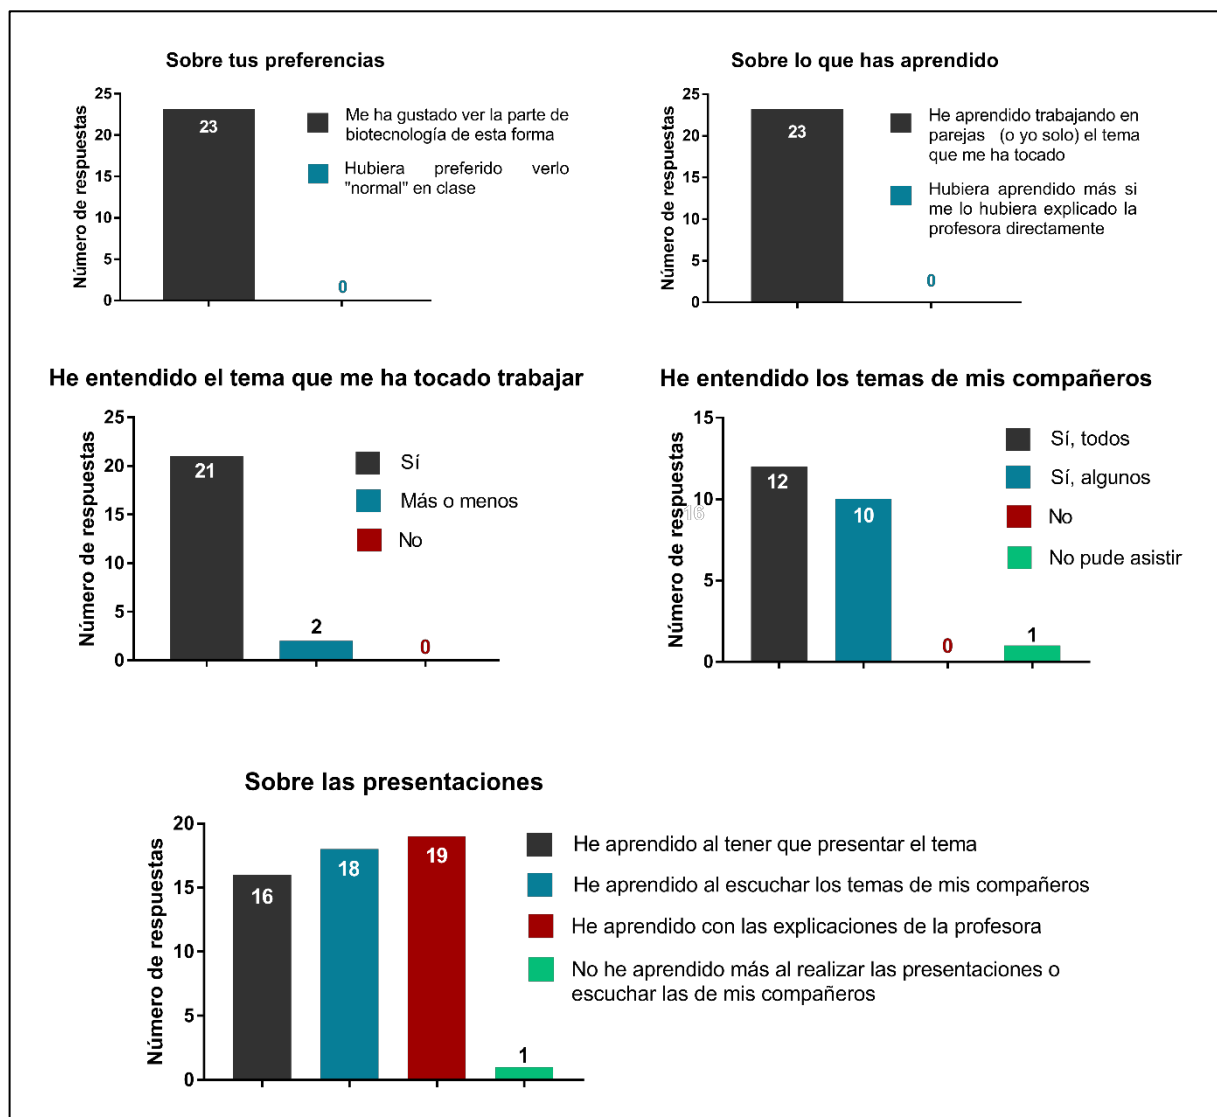 Sobre tus preferencias
Número de respuestas
25
20
15
10
5
0
23
0
Me ha gustado ver la parte de
biotecnología de esta forma
Hubiera preferido verlo
"normal" en clase
Sobre lo que has aprendido
Número de respuestas
25
20
15
10
5
0
23
0
He aprendido trabajando en
parejas (o yo solo) el tema
que me ha tocado
Hubiera aprendido más si
me lo hubiera explicado la
profesora directamente
He entendido el tema que me ha tocado trabajar
Número de respuestas
25
20
15
10
5
0
21
2
0
Sí
Más o menos
No
He entendido los temas de mis compañeros
Número de respuestas
15
10
5
0
16
12
10
0
1
Sí, todos
Sí, algunos
No
No pude asistir
Sobre las presentaciones
Número de respuestas
20
15
10
5
0
16
18
19
1
He aprendido al tener que presentar el tema
He aprendido al escuchar los temas de mis compañeros
He aprendido con las explicaciones de la profesora
No he aprendido más al realizar las presentaciones o
escuchar las de mis compañeros